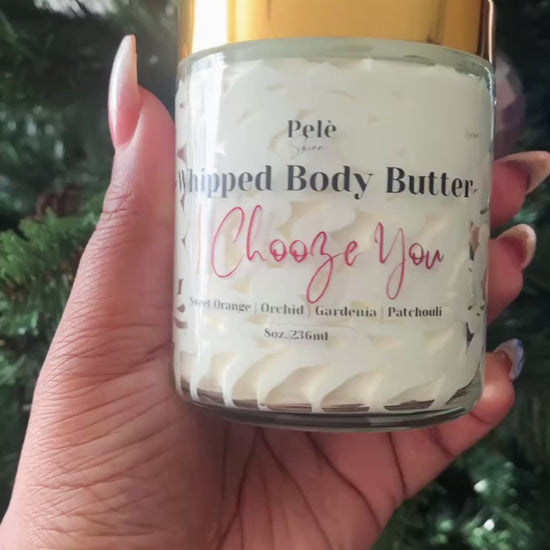 Pelè
Whipped Body Butter
I Chooze You
Sweet Orange | Orchid | Gardenia | Patchouli
8oz/236ml